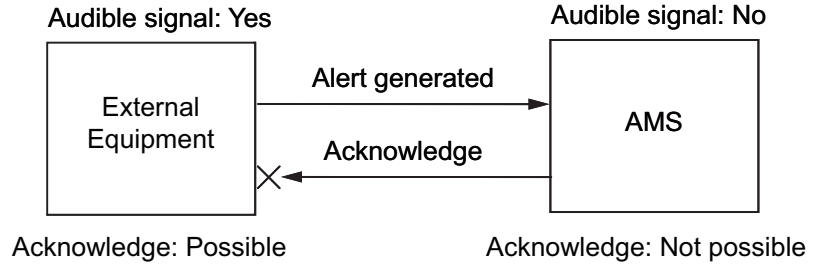 Audible signal: Yes
Audible signal: No
External
Equipment
Alert generated
AMS
Acknowledge
Acknowledge: Possible
Acknowledge: Not possible